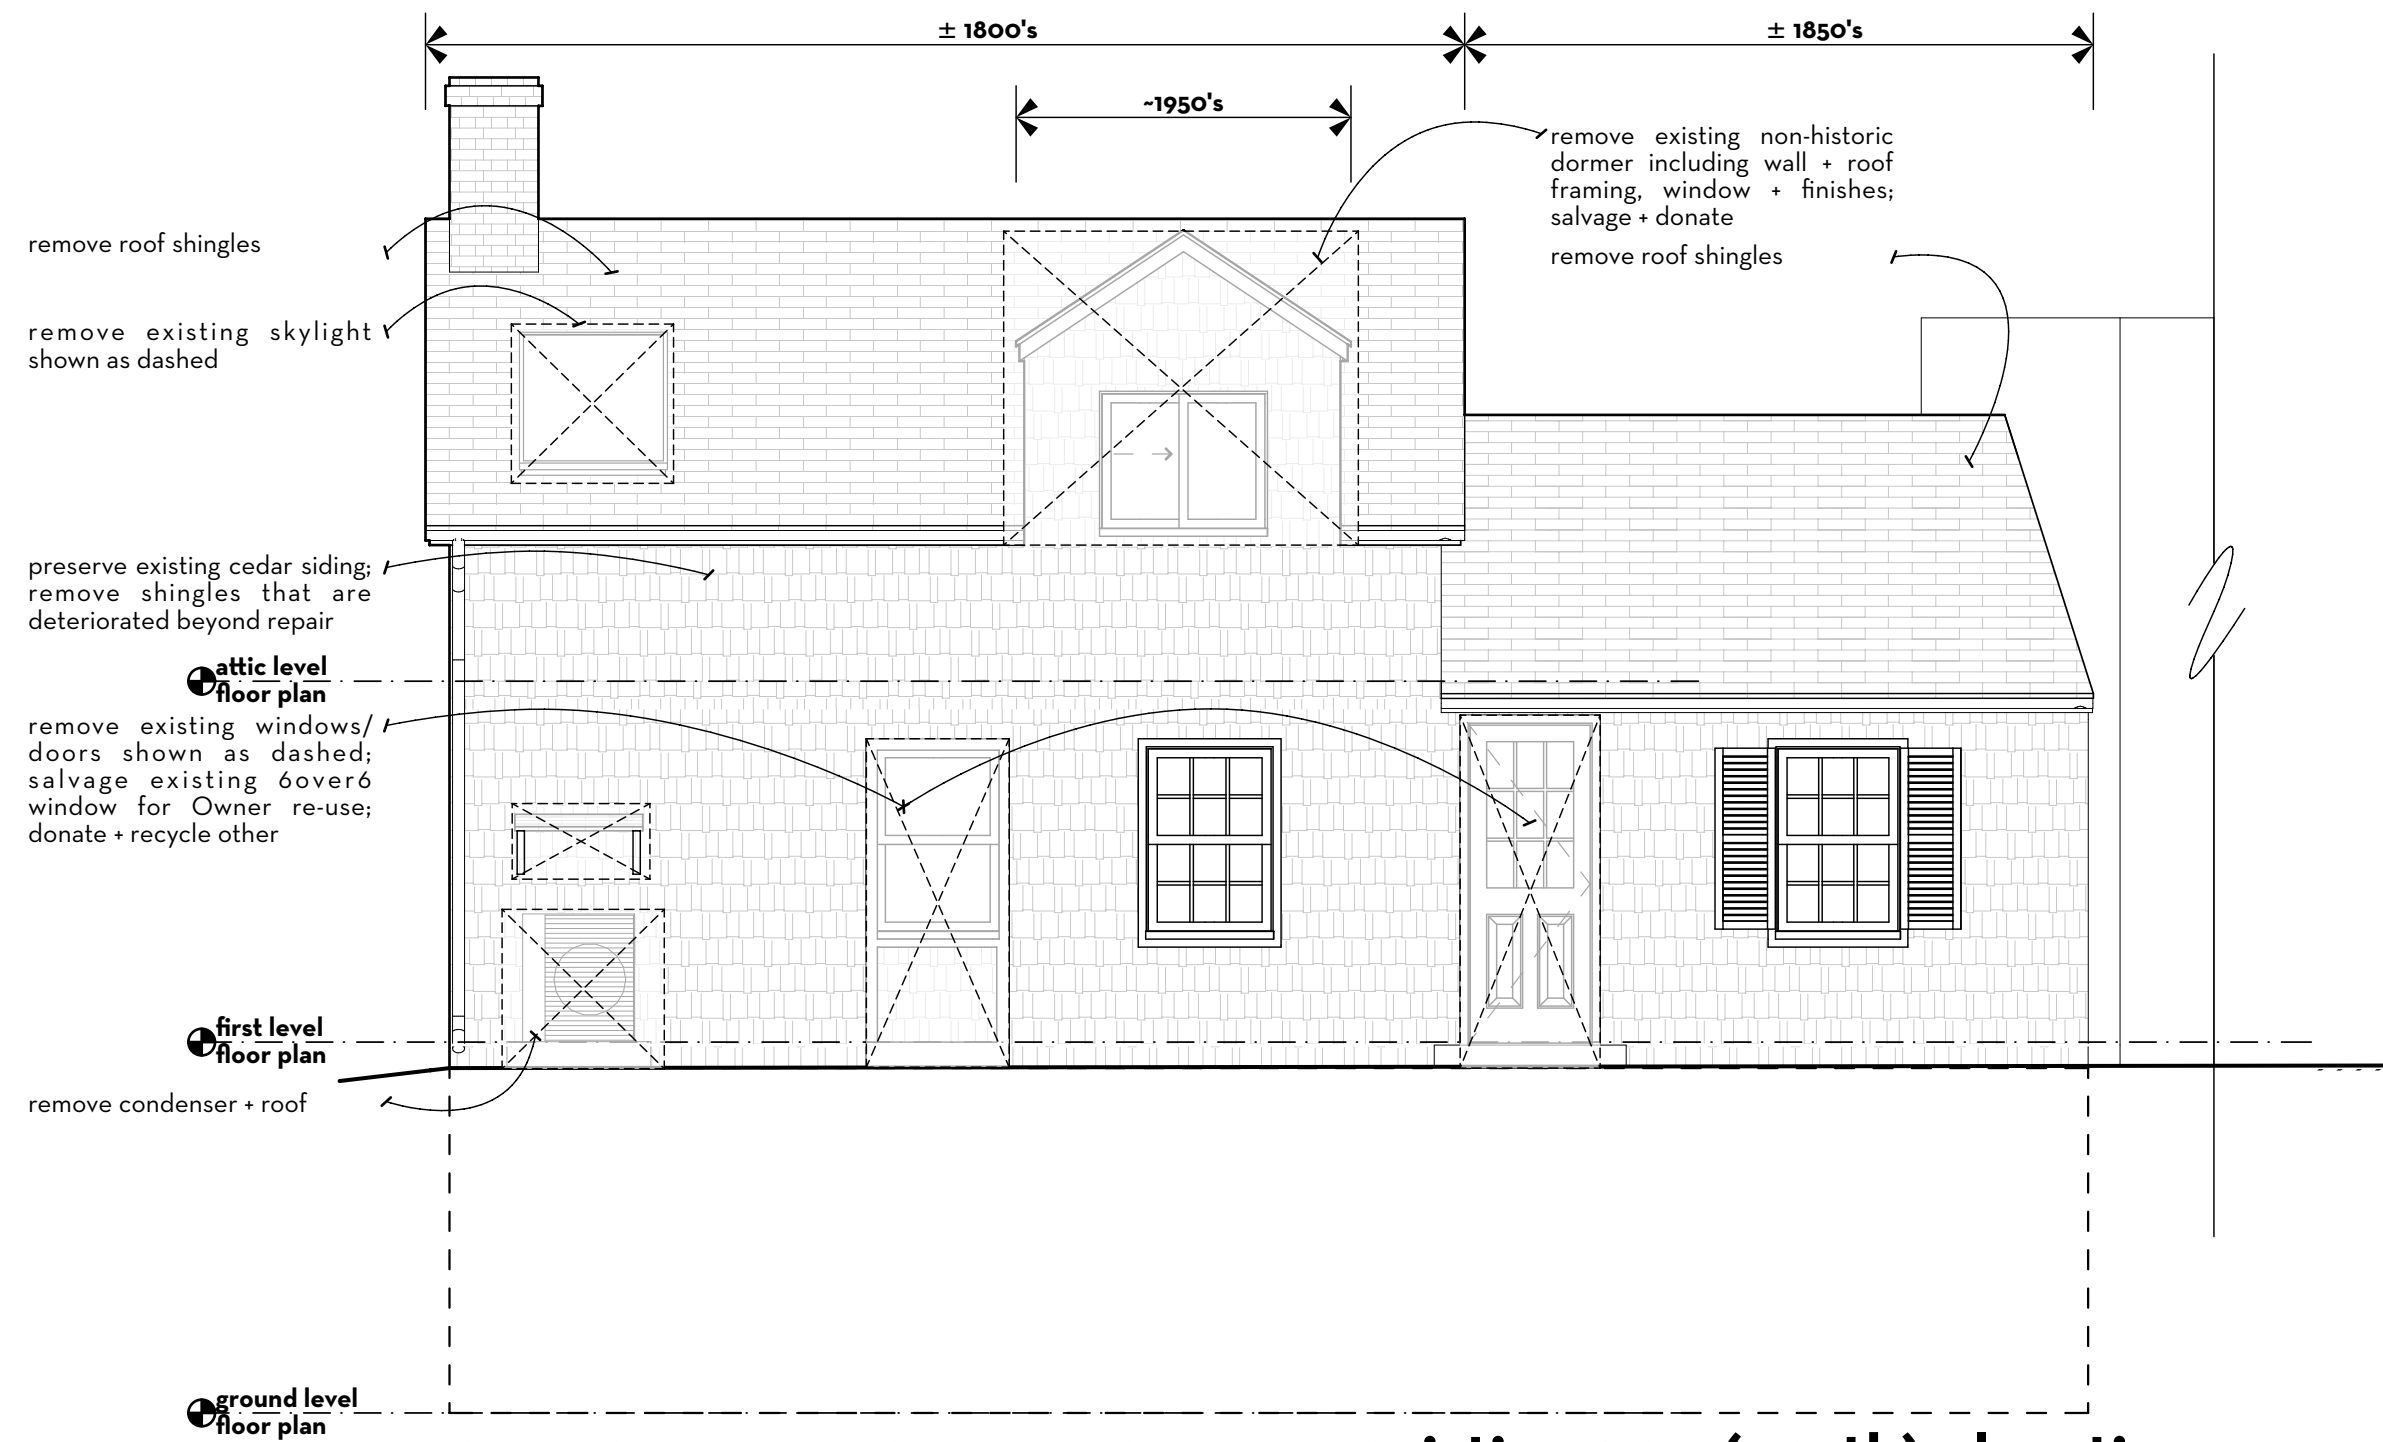 ± 1800's
± 1850's
~1950's
remove existing non-historic
dormer including wall + roof
framing, window + finishes;
salvage + donate
remove roof shingles
remove roof shingles
remove existing skylight
shown as dashed
preserve existing cedar siding;
remove shingles that are
deteriorated beyond repair
attic level
floor plan
remove existing windows/
doors shown as dashed;
salvage existing 6over6
window for Owner re-use;
donate + recycle other
first level
floor plan
remove condenser + roof
ground level
floor plan